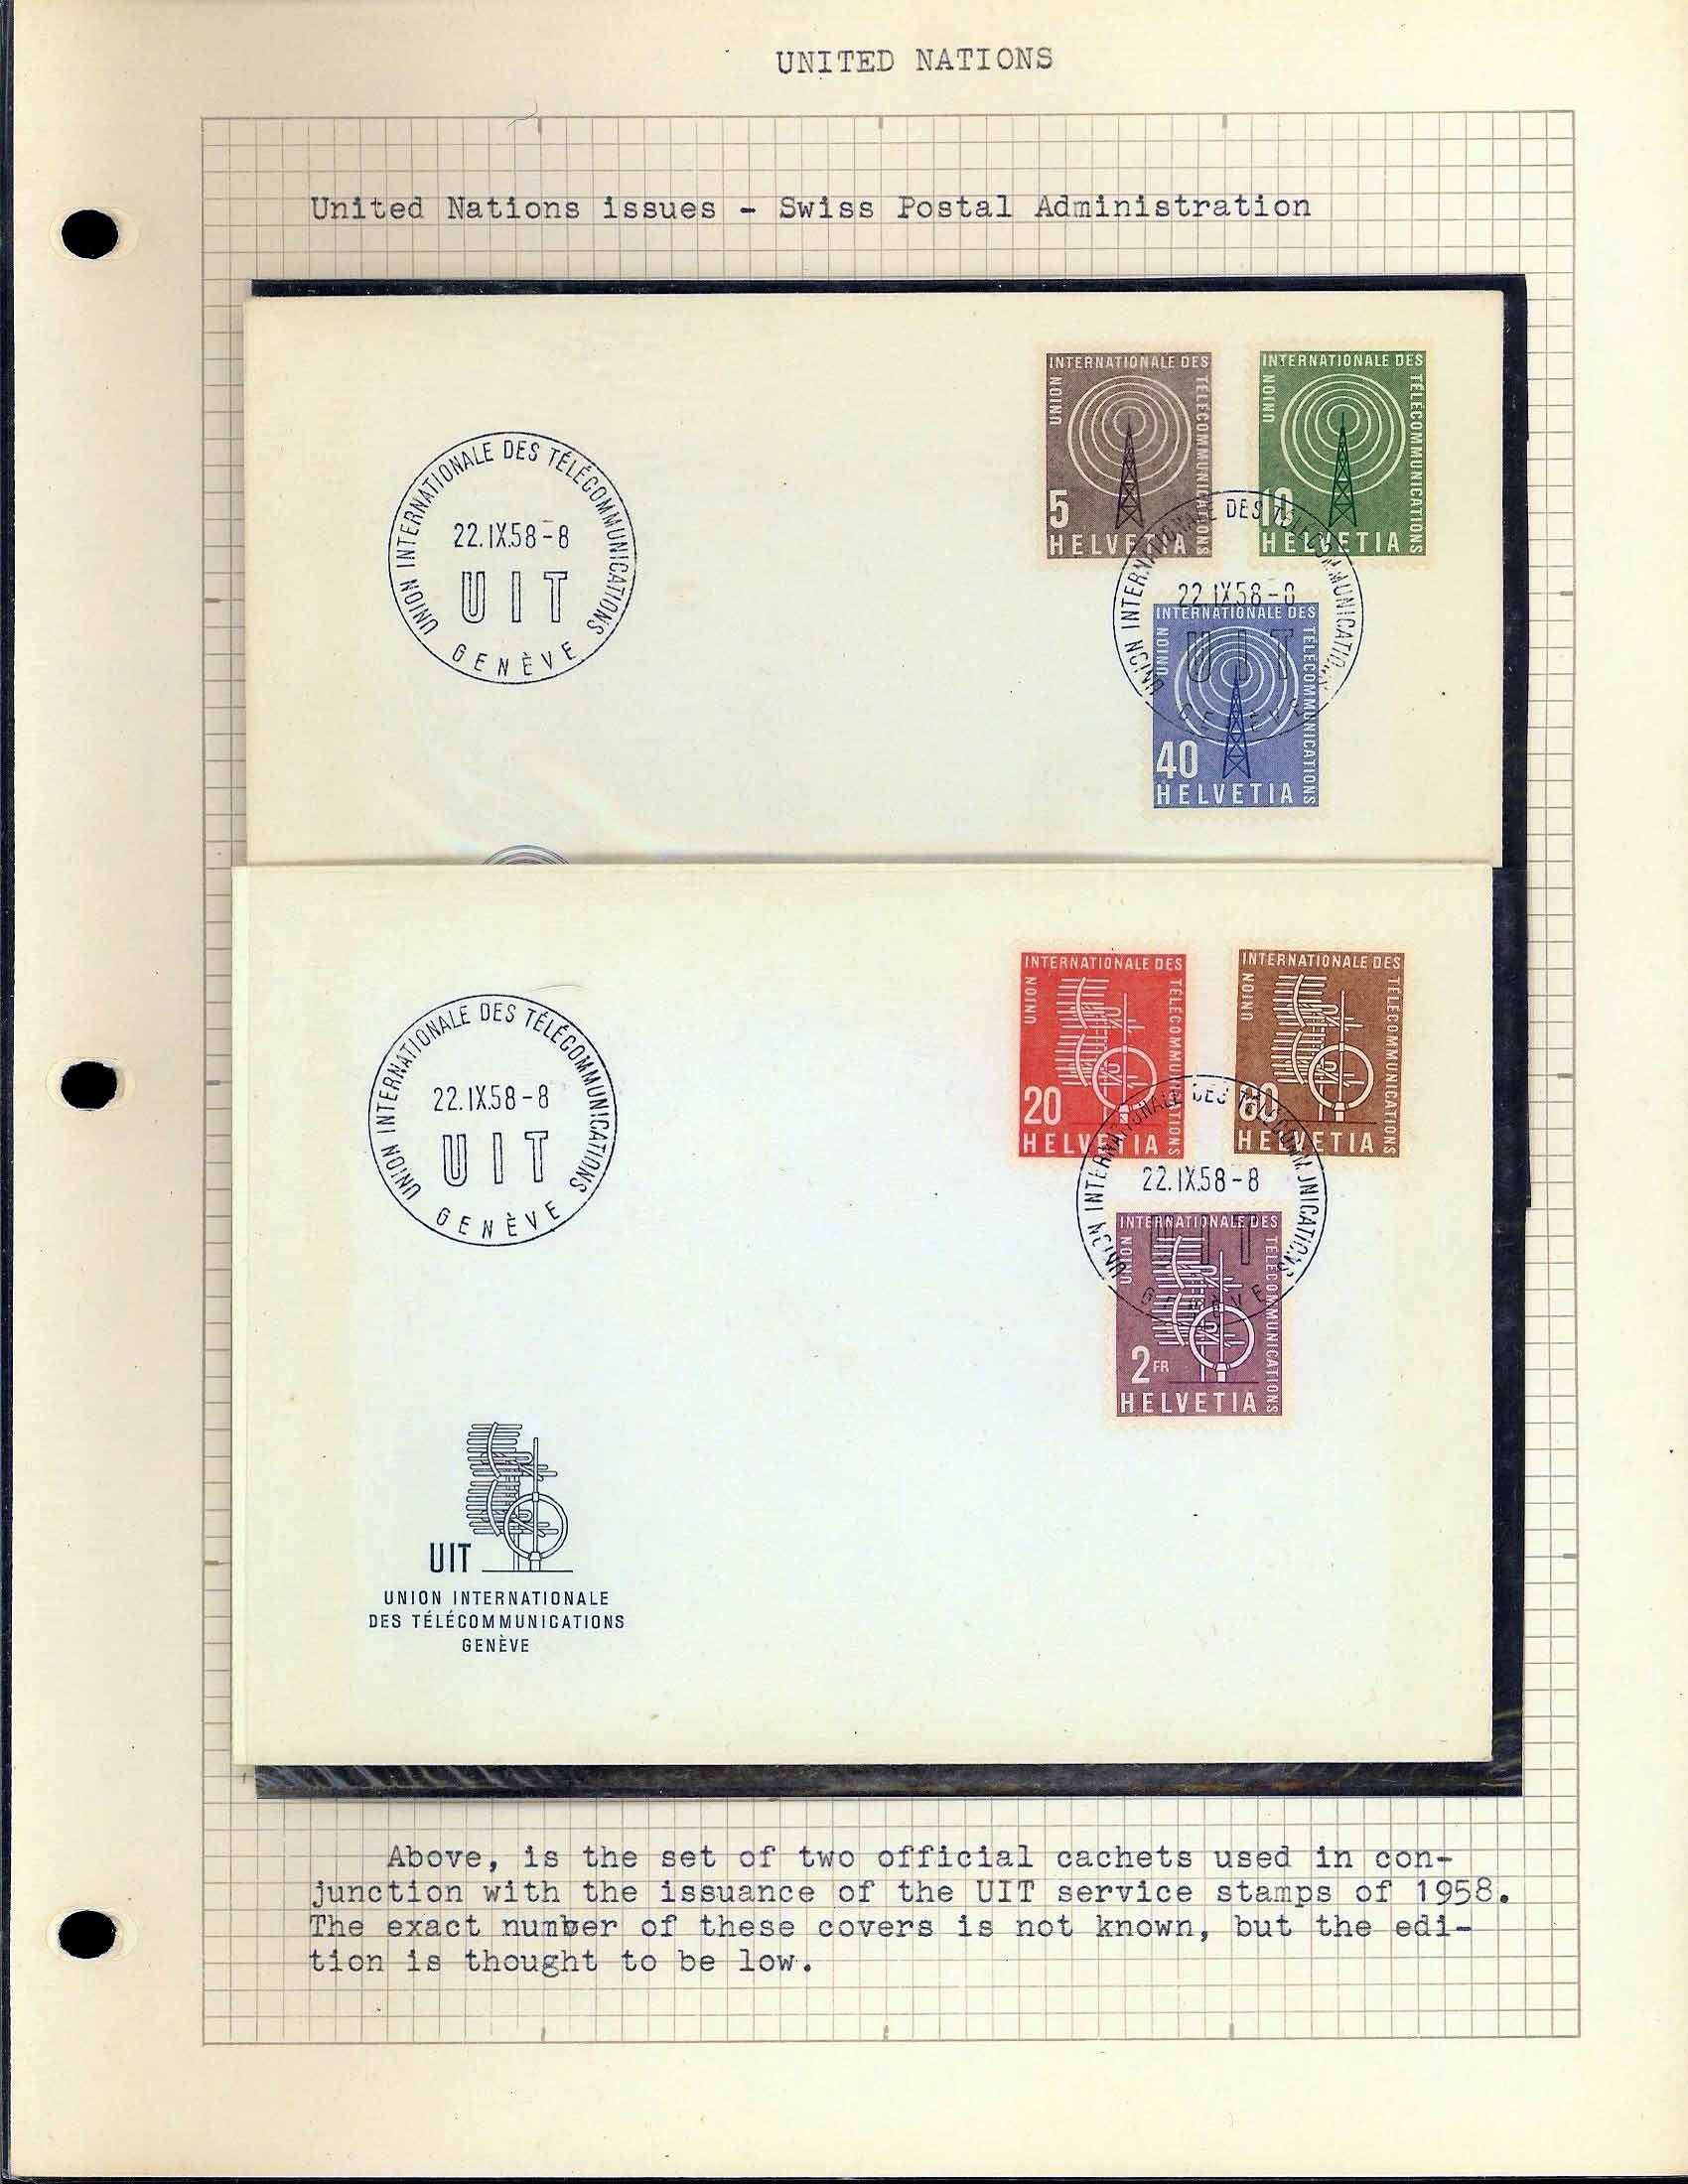 UNITED NATIONS
United Nations issues - Swiss Postal Administration
UNION INTERNATIONALE DES TÉLÉCOMMUNICATIONS
22.IX.58-8
UIT
GENÈVE
UNION INTERNATIONALE DES TÉLÉCOMMUNICATIONS
5
HELVETIA
UNION INTERNATIONALE DES TÉLÉCOMMUNICATIONS
10
HELVETIA
UNION INTERNATIONALE DES TÉLÉCOMMUNICATIONS
22.IX.58-8
UIT
GENÈVE
UNION INTERNATIONALE DES TÉLÉCOMMUNICATIONS
40
HELVETIA
UNION INTERNATIONALE DES TÉLÉCOMMUNICATIONS
22.IX.58-8
UIT
GENÈVE
UNION INTERNATIONALE DES TÉLÉCOMMUNICATIONS
20
HELVETIA
UNION INTERNATIONALE DES TÉLÉCOMMUNICATIONS
60
HELVETIA
UNION INTERNATIONALE DES TÉLÉCOMMUNICATIONS
22.IX.58-8
UIT
GENÈVE
UNION INTERNATIONALE DES TÉLÉCOMMUNICATIONS
2 FR
HELVETIA
UIT
UNION INTERNATIONALE
DES TÉLÉCOMMUNICATIONS
GENÈVE
Above, is the set of two official cachets used in con-
junction with the issuance of the UIT service stamps of 1958.
The exact number of these covers is not known, but the edi-
tion is thought to be low.